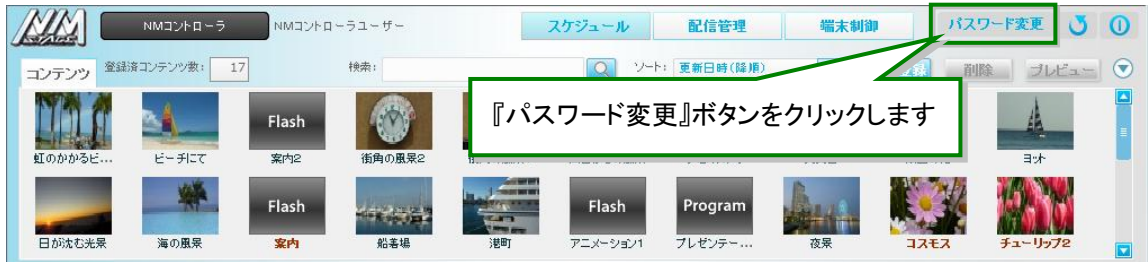 NM STAGE NMコントローラ NMコントローラユーザー スケジュール 配信管理 端末制御 パスワード変更
コンテンツ 登録済コンテンツ数: 17 検索: ソート: 更新日時(降順) 削除 プレビュー
『パスワード変更』ボタンをクリックします
Flash
虹のかかるビ... ビーチにて 案内2 街角の風景2 ヨット
Flash Flash Program
日が沈む光景 海の風景 案内 船着場 港町 アニメーション1 プレゼンテー... 夜景 コスモス チューリップ2